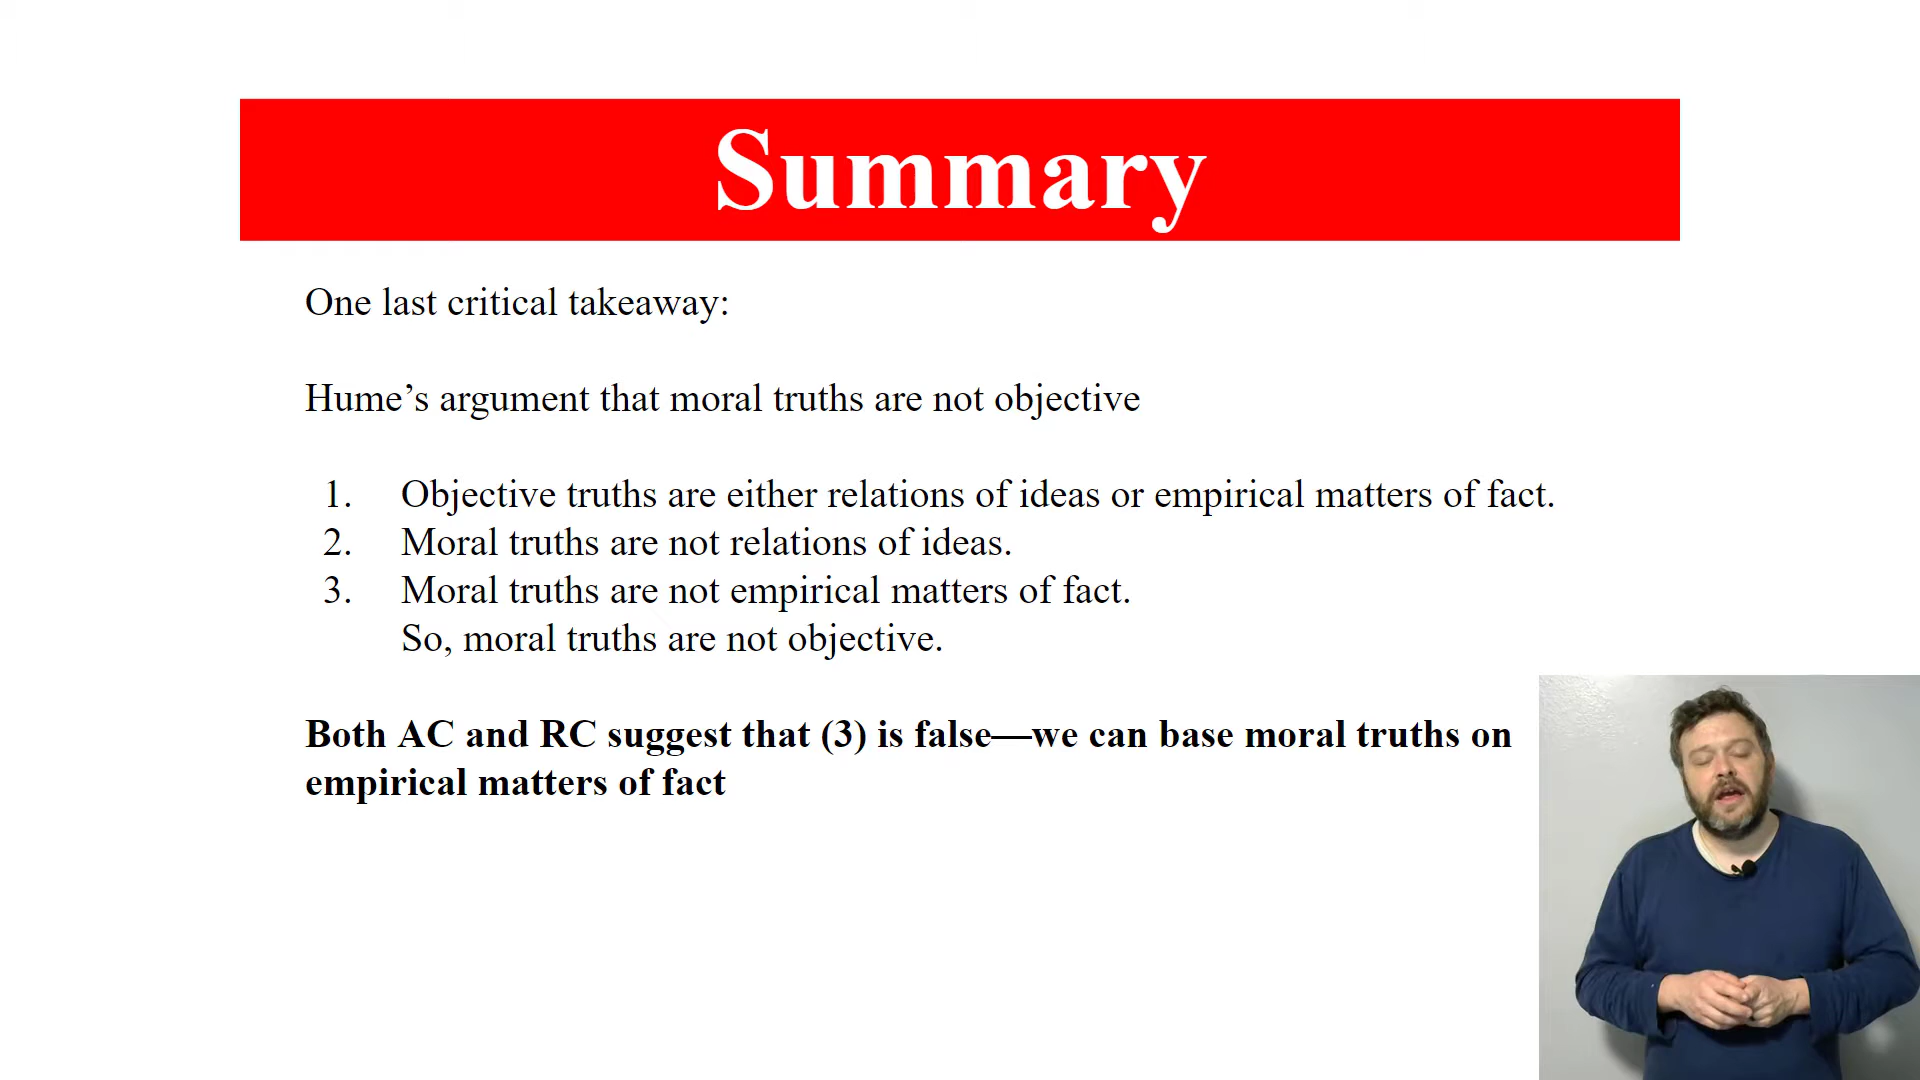 Summary
One last critical takeaway:
Hume’s argument that moral truths are not objective
1. Objective truths are either relations of ideas or empirical matters of fact.
2. Moral truths are not relations of ideas.
3. Moral truths are not empirical matters of fact.
So, moral truths are not objective.
Both AC and RC suggest that (3) is false—we can base moral truths on
empirical matters of fact